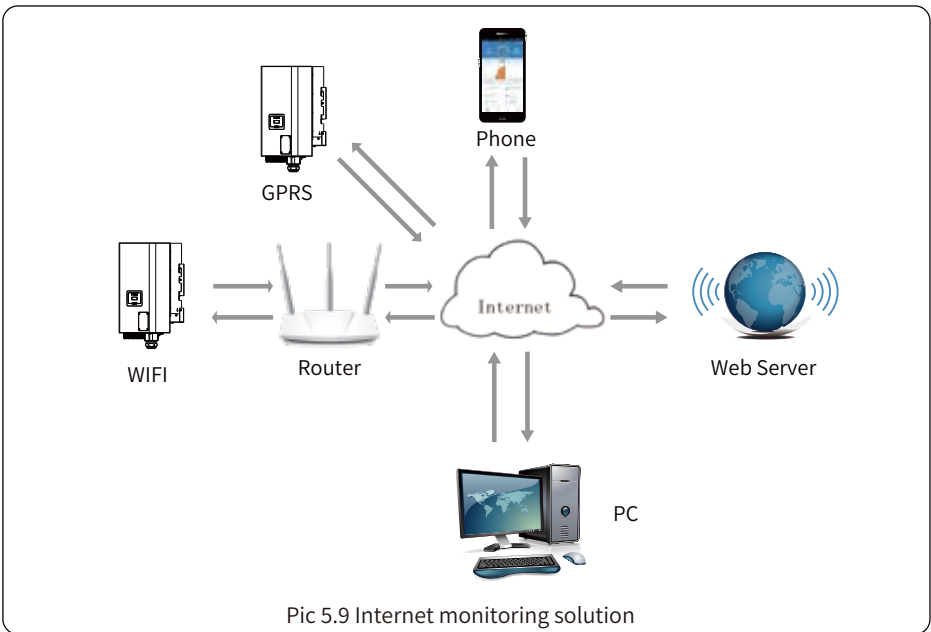 Phone
GPRS
Internet
WIFI
Router
Web Server
PC
Pic 5.9 Internet monitoring solution